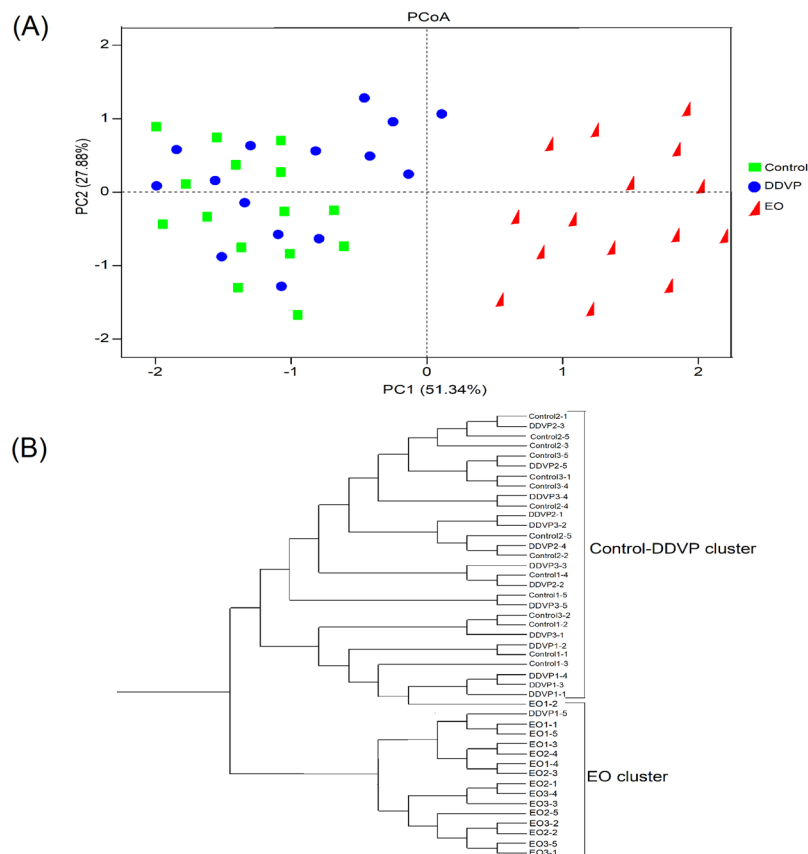 (A)
PCoA
2
1
0
-1
-2
PC2 (27.88%)
-2
-1
0
1
2
PC1 (51.34%)
Control
DDVP
EO
(B)
Control2-1
DDVP2-3
Control2-5
Control2-3
Control3-5
DDVP2-5
Control3-1
Control3-4
DDVP3-4
Control2-4
DDVP2-1
DDVP3-2
Control2-5
DDVP2-4
Control2-2
DDVP3-3
Control1-4
DDVP2-2
Control1-5
DDVP3-5
Control3-2
Control1-2
DDVP3-1
DDVP1-2
Control1-1
Control1-3
DDVP1-4
DDVP1-3
DDVP1-1
EO1-2
DDVP1-5
EO1-1
EO1-5
EO1-3
EO2-4
EO1-4
EO2-3
EO2-1
EO3-4
EO3-3
EO2-5
EO3-2
EO2-2
EO3-5
EO3-1
Control-DDVP cluster
EO cluster